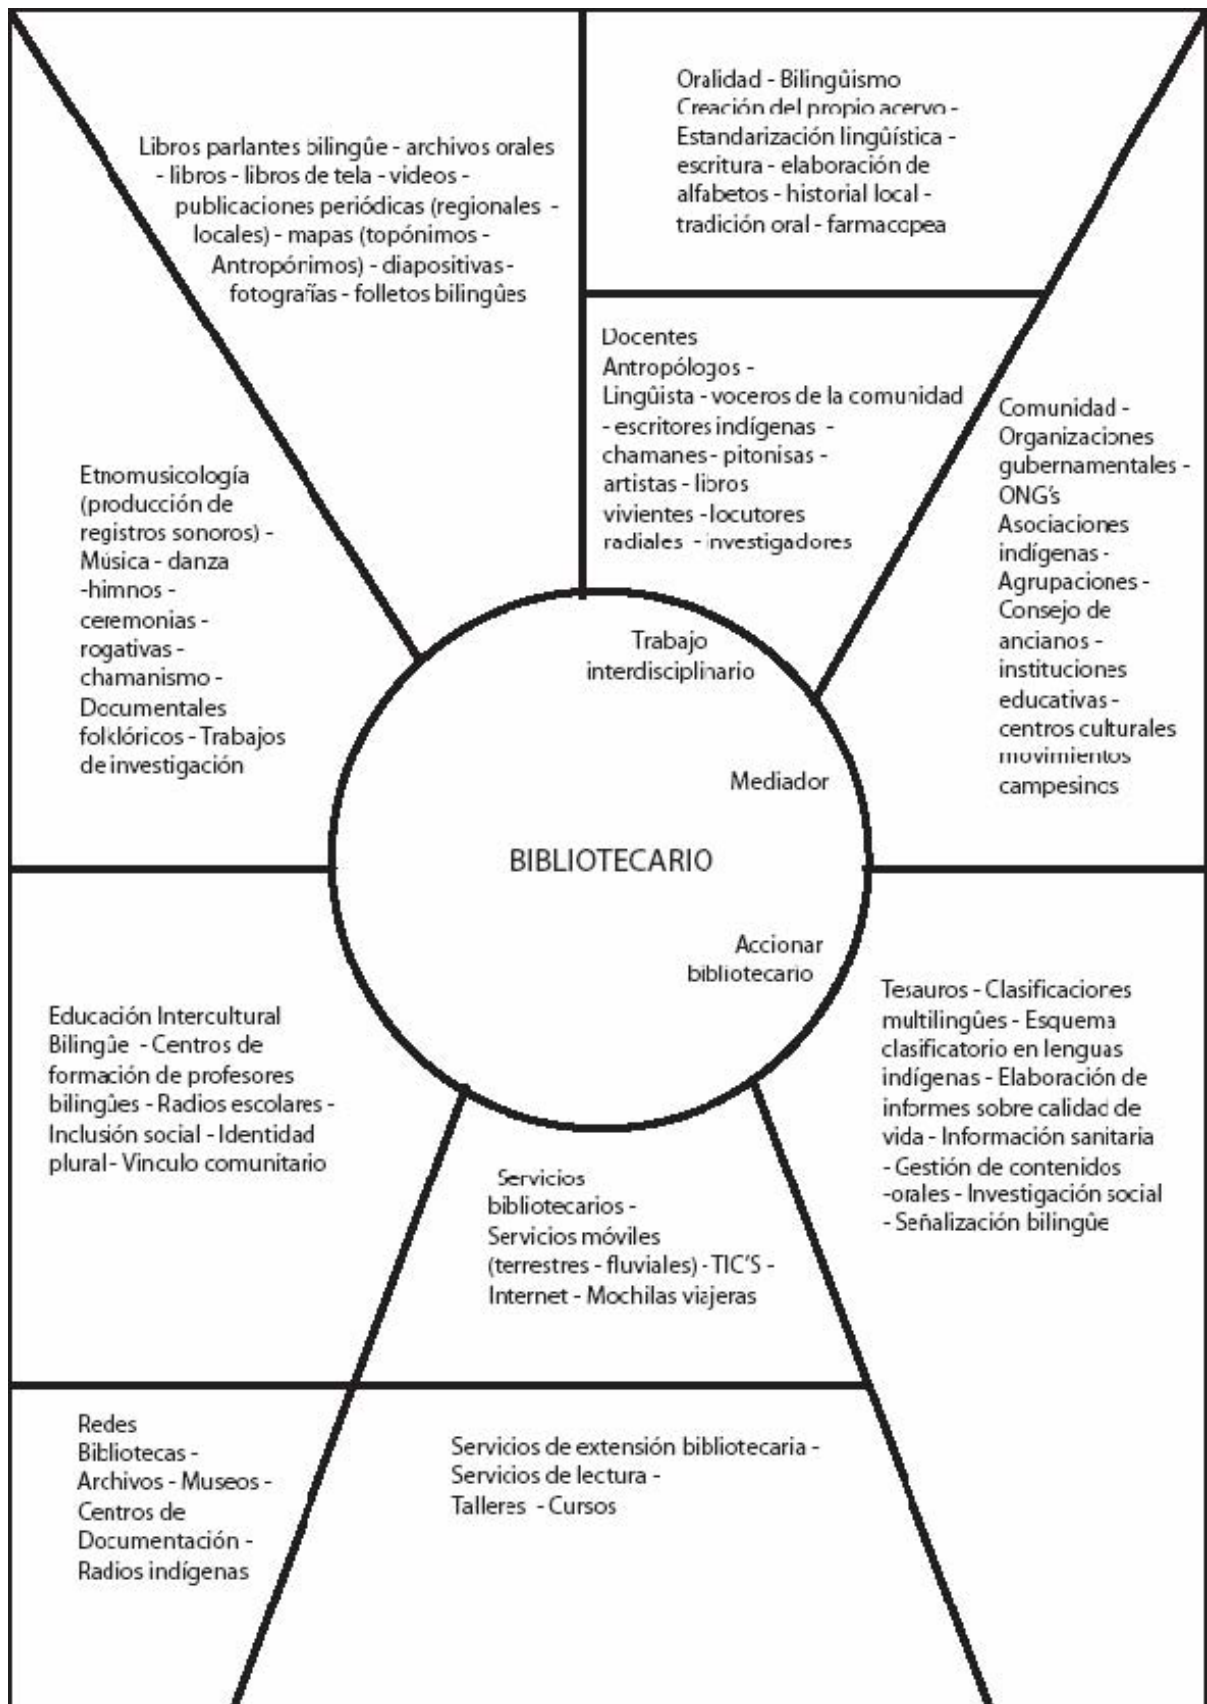 Oralidad - Bilingûismo
Creación del propio acervo -
Estandarización lingûística -
escritura - elaboración de
alfabetos - historial local -
tradición oral - farmacopea
Libros parlantes bilingûe - archivos orales
- libros - libros de tela - videos -
publicaciones periódicas (regionales -
locales) - mapas (topónimos -
Antropónimos) - diapositivas -
fotografías - folletos bilingûes
Docentes
Antropólogos -
Lingûista - voceros de la comunidad
- escritores indígenas -
chamanes - pitonisas -
artistas - libros
vivientes - locutores
radiales - investigadores
Comunidad -
Organizaciones
gubernamentales -
ONG's
Asociaciones
indígenas -
Agrupaciones -
Consejo de
ancianos -
instituciones
educativas -
centros culturales
movimientos
campesinos
Etnomusicología
(producción de
registros sonoros) -
Música - danza
-himnos -
ceremonias -
rogativas -
chamanismo -
Documentales
folklóricos - Trabajos
de investigación
Trabajo
interdisciplinario
Mediador
BIBLIOTECARIO
Accionar
bibliotecario
Tesauros - Clasificaciones
multilingûes - Esquema
clasificatorio en lenguas
indígenas - Elaboración de
informes sobre calidad de
vida - Información sanitaria
- Gestión de contenidos
-orales - Investigación social
- Señalización bilingûe
Educación Intercultural
Bilingûe - Centros de
formación de profesores
bilingûes - Radios escolares -
Inclusión social - Identidad
plural - Vinculo comunitario
Servicios
bibliotecarios -
Servicios móviles
(terrestres - fluviales) - TIC'S -
Internet - Mochilas viajeras
Redes
Bibliotecas -
Archivos - Museos -
Centros de
Documentación -
Radios indígenas
Servicios de extensión bibliotecaria -
Servicios de lectura -
Talleres - Cursos